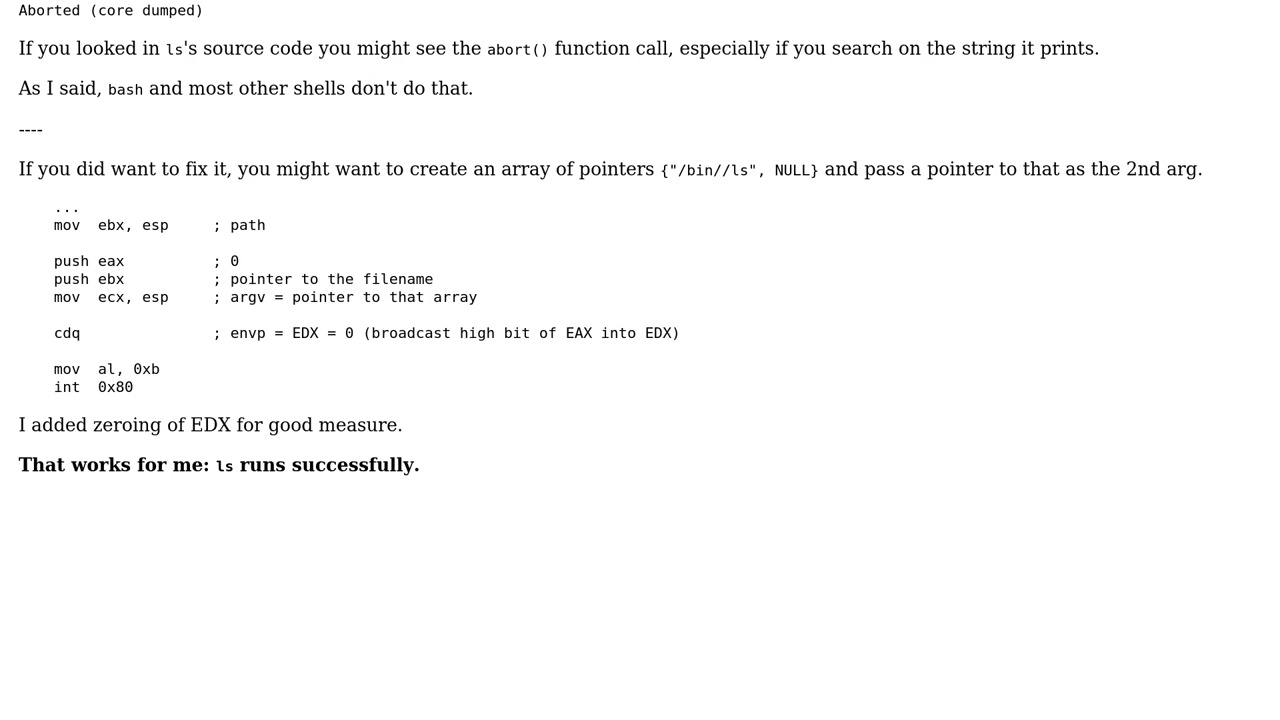 Aborted (core dumped)
If you looked in ls's source code you might see the abort() function call, especially if you search on the string it prints.
As I said, bash and most other shells don't do that.
----
If you did want to fix it, you might want to create an array of pointers {"/bin//ls", NULL} and pass a pointer to that as the 2nd arg.
    ...
    mov  ebx, esp     ; path

    push eax          ; 0
    push ebx          ; pointer to the filename
    mov  ecx, esp     ; argv = pointer to that array

    cdq               ; envp = EDX = 0 (broadcast high bit of EAX into EDX)

    mov  al, 0xb
    int  0x80
I added zeroing of EDX for good measure.
That works for me: ls runs successfully.